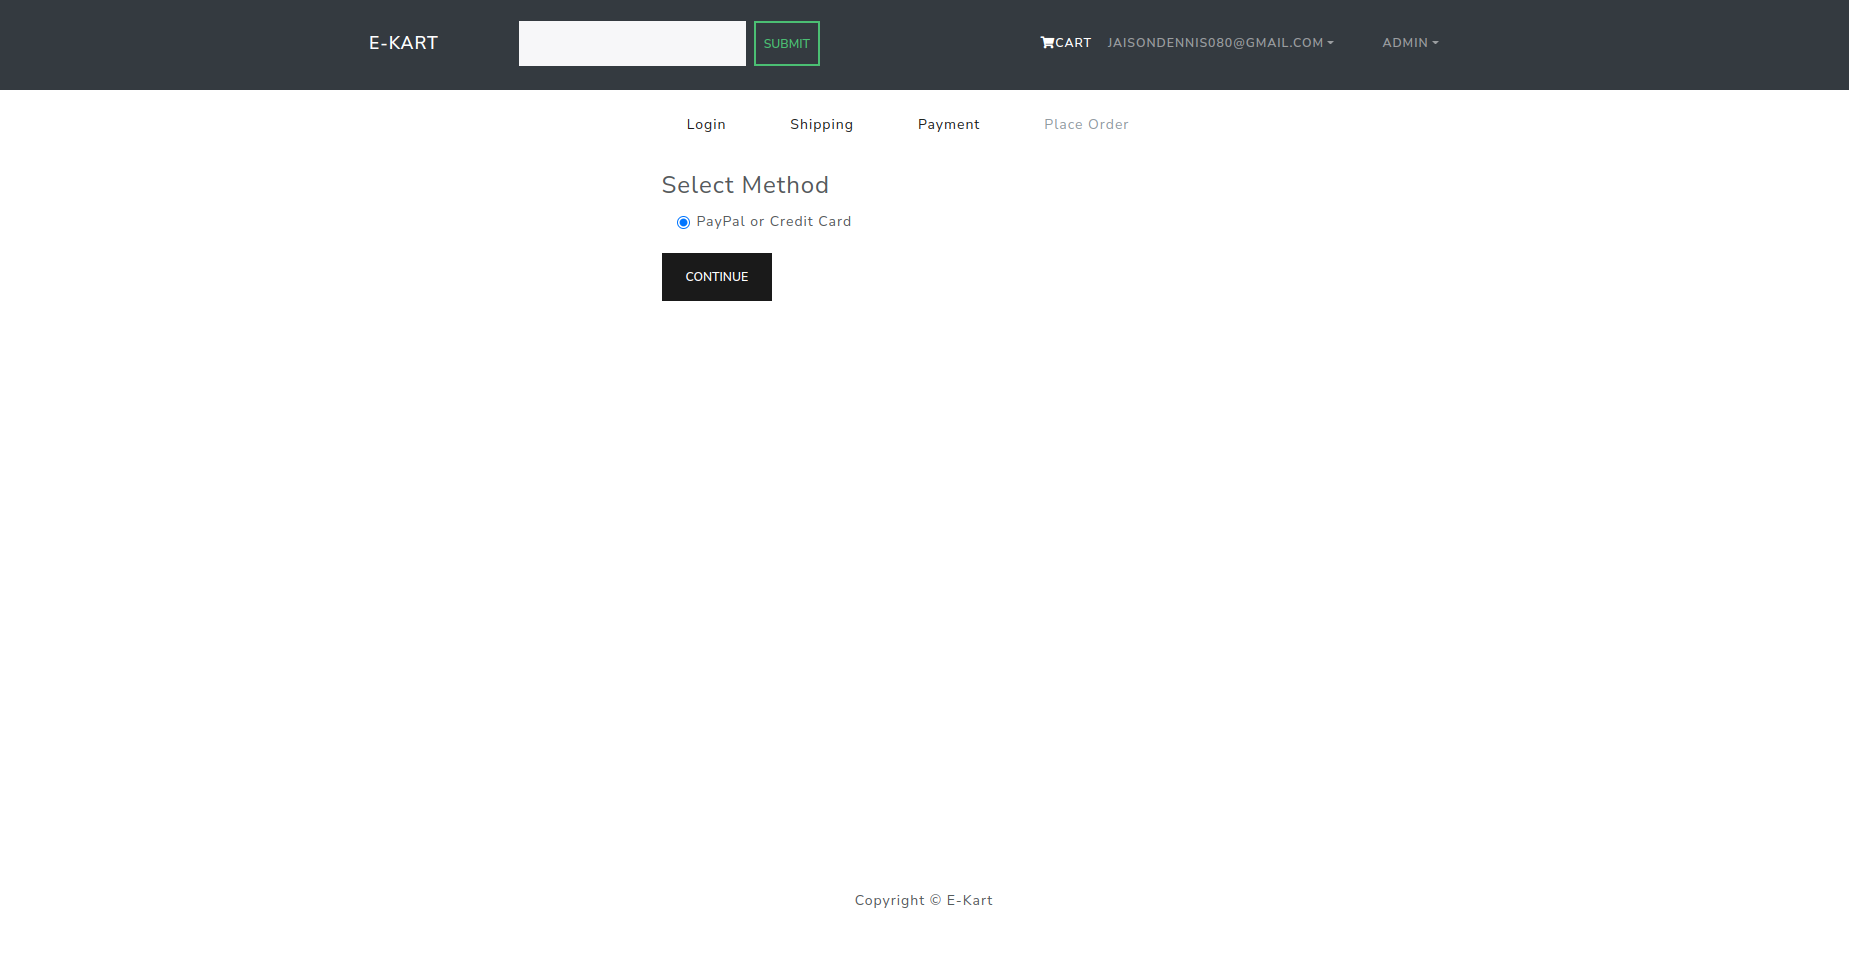 E-KART SUBMIT CART JAISONDENNIS080@GMAIL.COM ADMIN
Login Shipping Payment Place Order
Select Method
PayPal or Credit Card
CONTINUE
Copyright © E-Kart